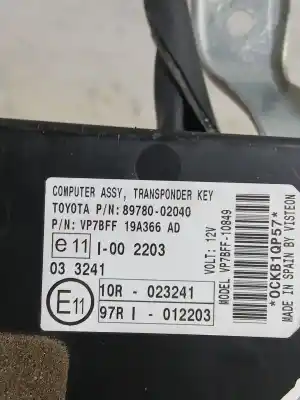 COMPUTER ASSY, TRANSPONDER KEY
TOYOTA P/N: 89780-02040
P/N: VP7BFF 19A366 AD
e 11 I-00 2203
03 3241
E11
10R - 023241
97R I - 012203
VOLT: 12V
MODEL VP7BFF-10849
*0CKB1QP57*
MADE IN SPAIN BY VISTEON